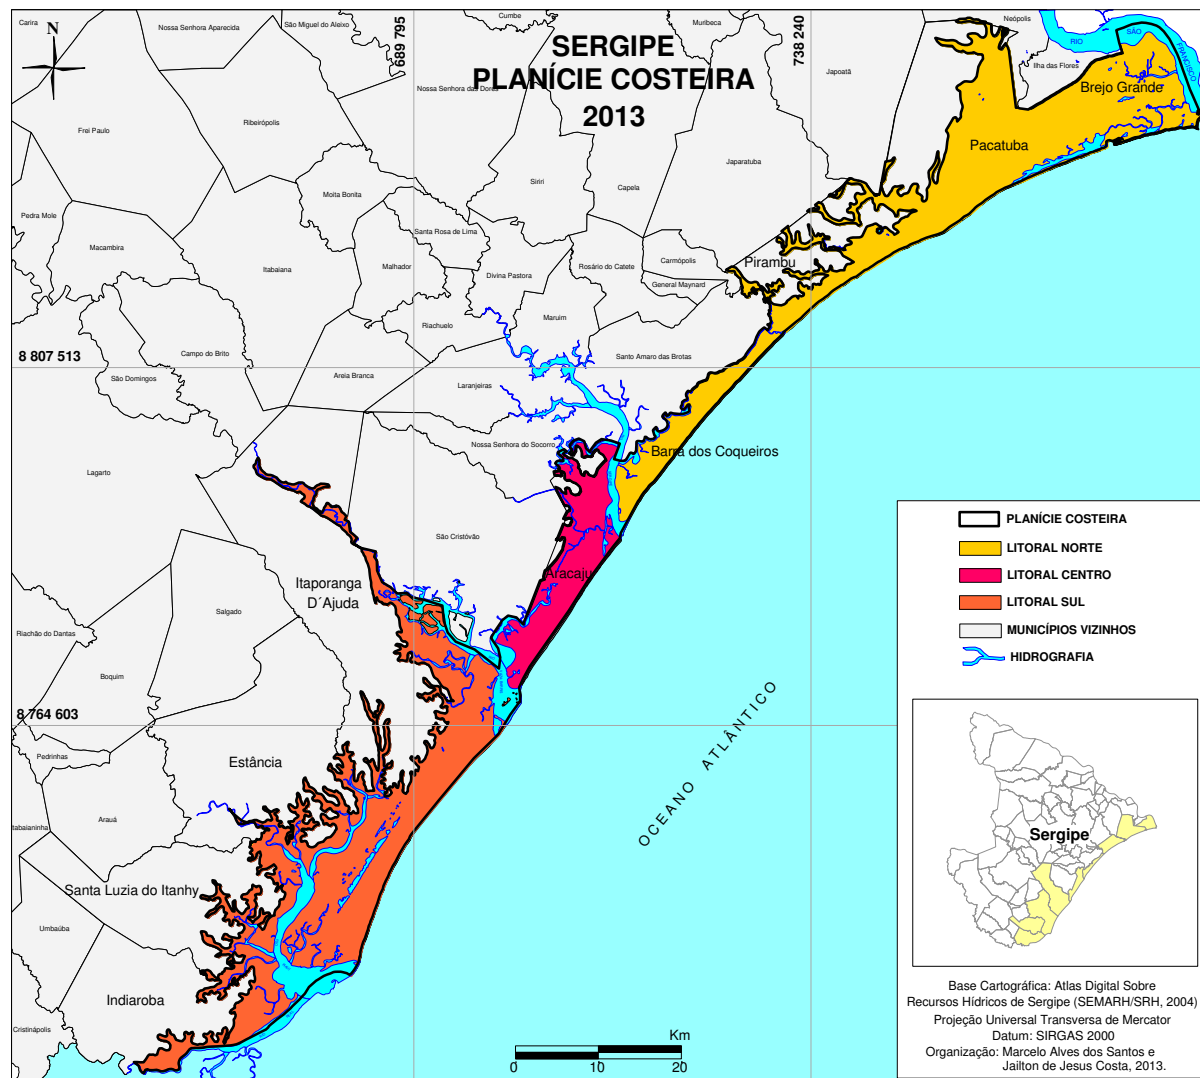 SERGIPE
PLANÍCIE COSTEIRA
2013
N
689 795
738 240
8 807 513
8 764 603
Carira
Nossa Senhora Aparecida
São Miguel do Aleixo
Cumbe
Muribeca
Neópolis
Japoatã
Ilha das Flores
RIO
SÃO
FRANCISCO
Brejo Grande
Pacatuba
Nossa Senhora das Dores
Frei Paulo
Ribeirópolis
Japaratuba
Siriri
Capela
Moita Bonita
Pedra Mole
Macambira
Santa Rosa de Lima
Itabaiana
Malhador
Divina Pastora
Rosário do Catete
Carmópolis
General Maynard
Pirambu
Maruim
Riachuelo
Campo do Brito
Santo Amaro das Brotas
São Domingos
Areia Branca
Laranjeiras
Nossa Senhora do Socorro
Barra dos Coqueiros
Lagarto
São Cristóvão
Aracaju
Itaporanga
D´Ajuda
Salgado
Riachão do Dantas
Boquim
Pedrinhas
Estância
Arauá
Itabaianinha
Santa Luzia do Itanhy
Umbaúba
Indiaroba
Cristinápolis
OCEANO ATLÂNTICO
PLANÍCIE COSTEIRA
LITORAL NORTE
LITORAL CENTRO
LITORAL SUL
MUNICÍPIOS VIZINHOS
HIDROGRAFIA
Sergipe
Km
0 10 20
Base Cartográfica: Atlas Digital Sobre
Recursos Hídricos de Sergipe (SEMARH/SRH, 2004)
Projeção Universal Transversa de Mercator
Datum: SIRGAS 2000
Organização: Marcelo Alves dos Santos e
Jailton de Jesus Costa, 2013.